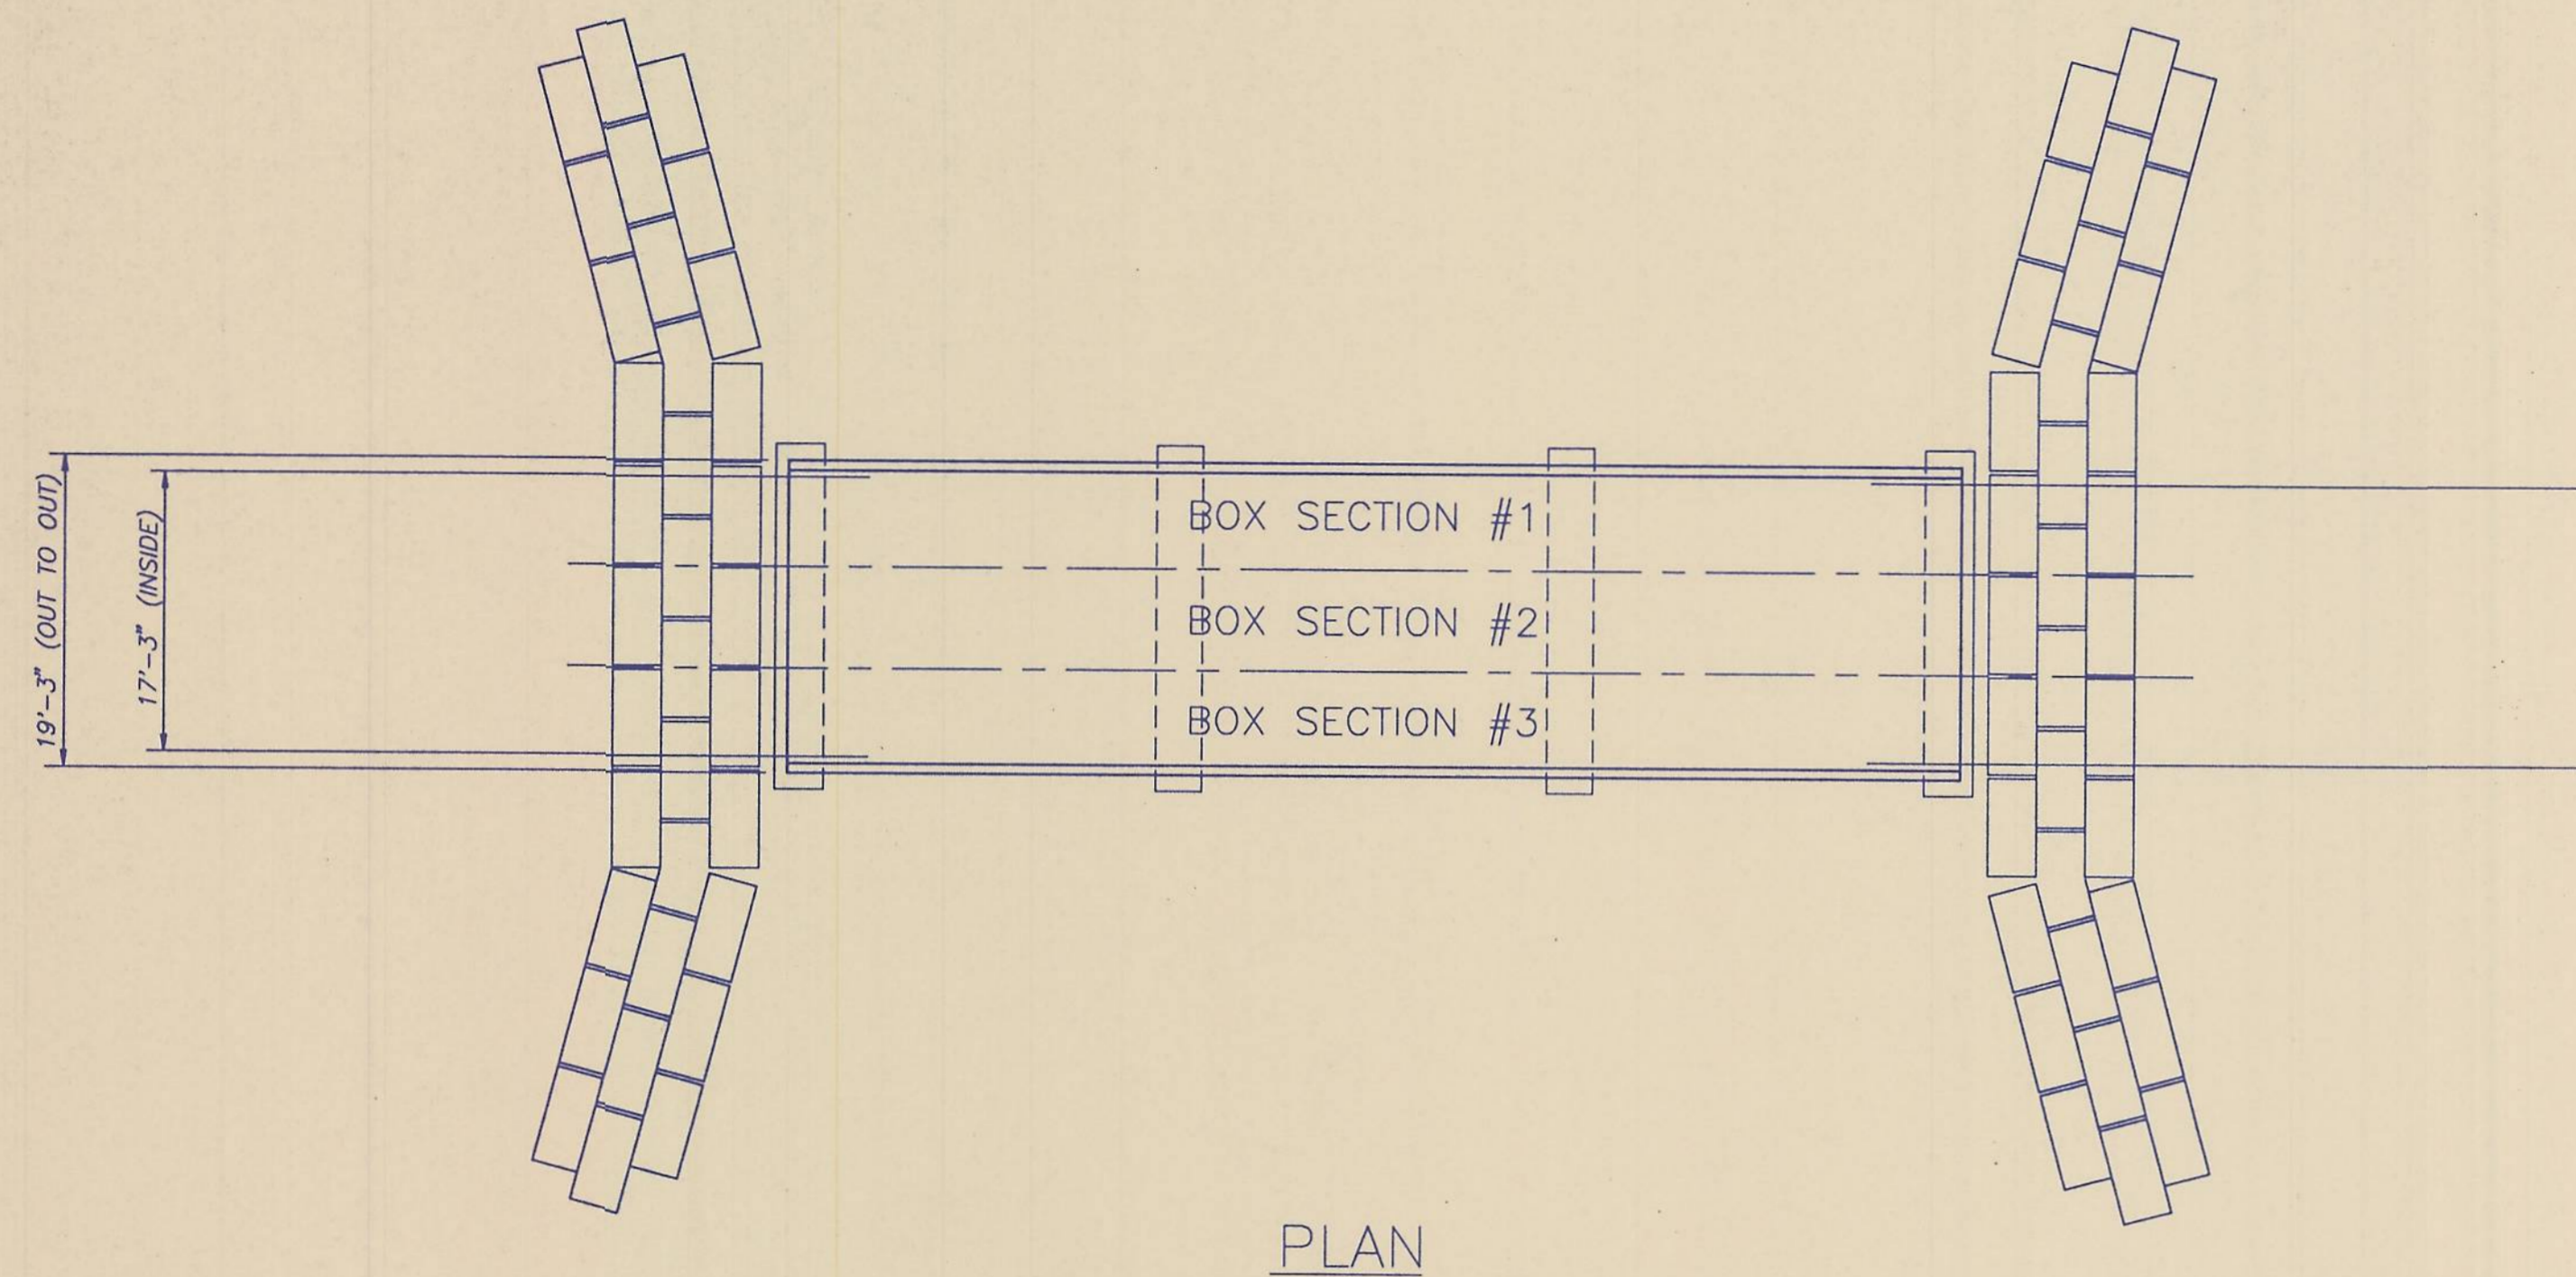 19'-3" (OUT TO OUT)
17'-3" (INSIDE)
BOX SECTION #1
BOX SECTION #2
BOX SECTION #3
PLAN